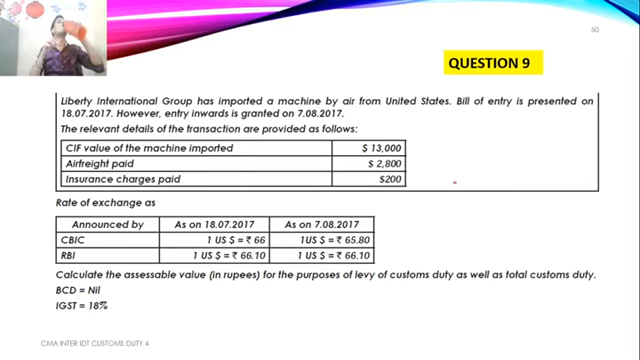 50
QUESTION 9
Liberty International Group has imported a machine by air from United States. Bill of entry is presented on
18.07.2017. However, entry inwards is granted on 7.08.2017.
The relevant details of the transaction are provided as follows:
CIF value of the machine imported $ 13,000
Airfreight paid $ 2,800
Insurance charges paid $200
Rate of exchange as
Announced by As on 18.07.2017 As on 7.08.2017
CBIC 1 US $ = ₹ 66 1US $ = ₹ 65.80
RBI 1 US $ = ₹ 66.10 1 US $ = ₹ 66.10
Calculate the assessable value (in rupees) for the purposes of levy of customs duty as well as total customs duty.
BCD = Nil
IGST = 18%
CMA INTER IDT CUSTOMS DUTY 4